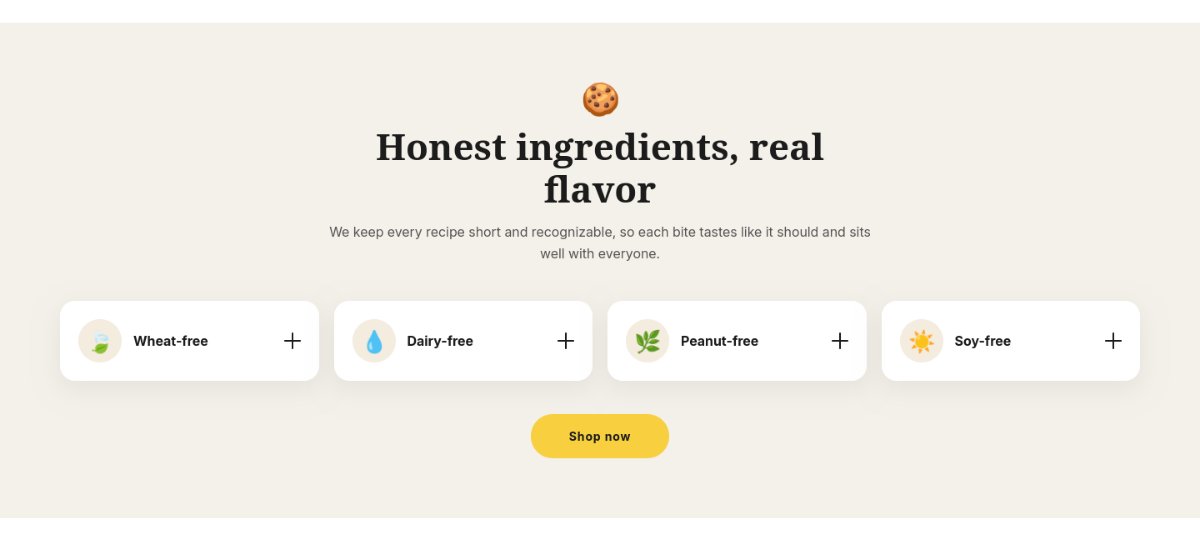 Honest ingredients, real
flavor
We keep every recipe short and recognizable, so each bite tastes like it should and sits
well with everyone.
Wheat-free
Dairy-free
Peanut-free
Soy-free
Shop now